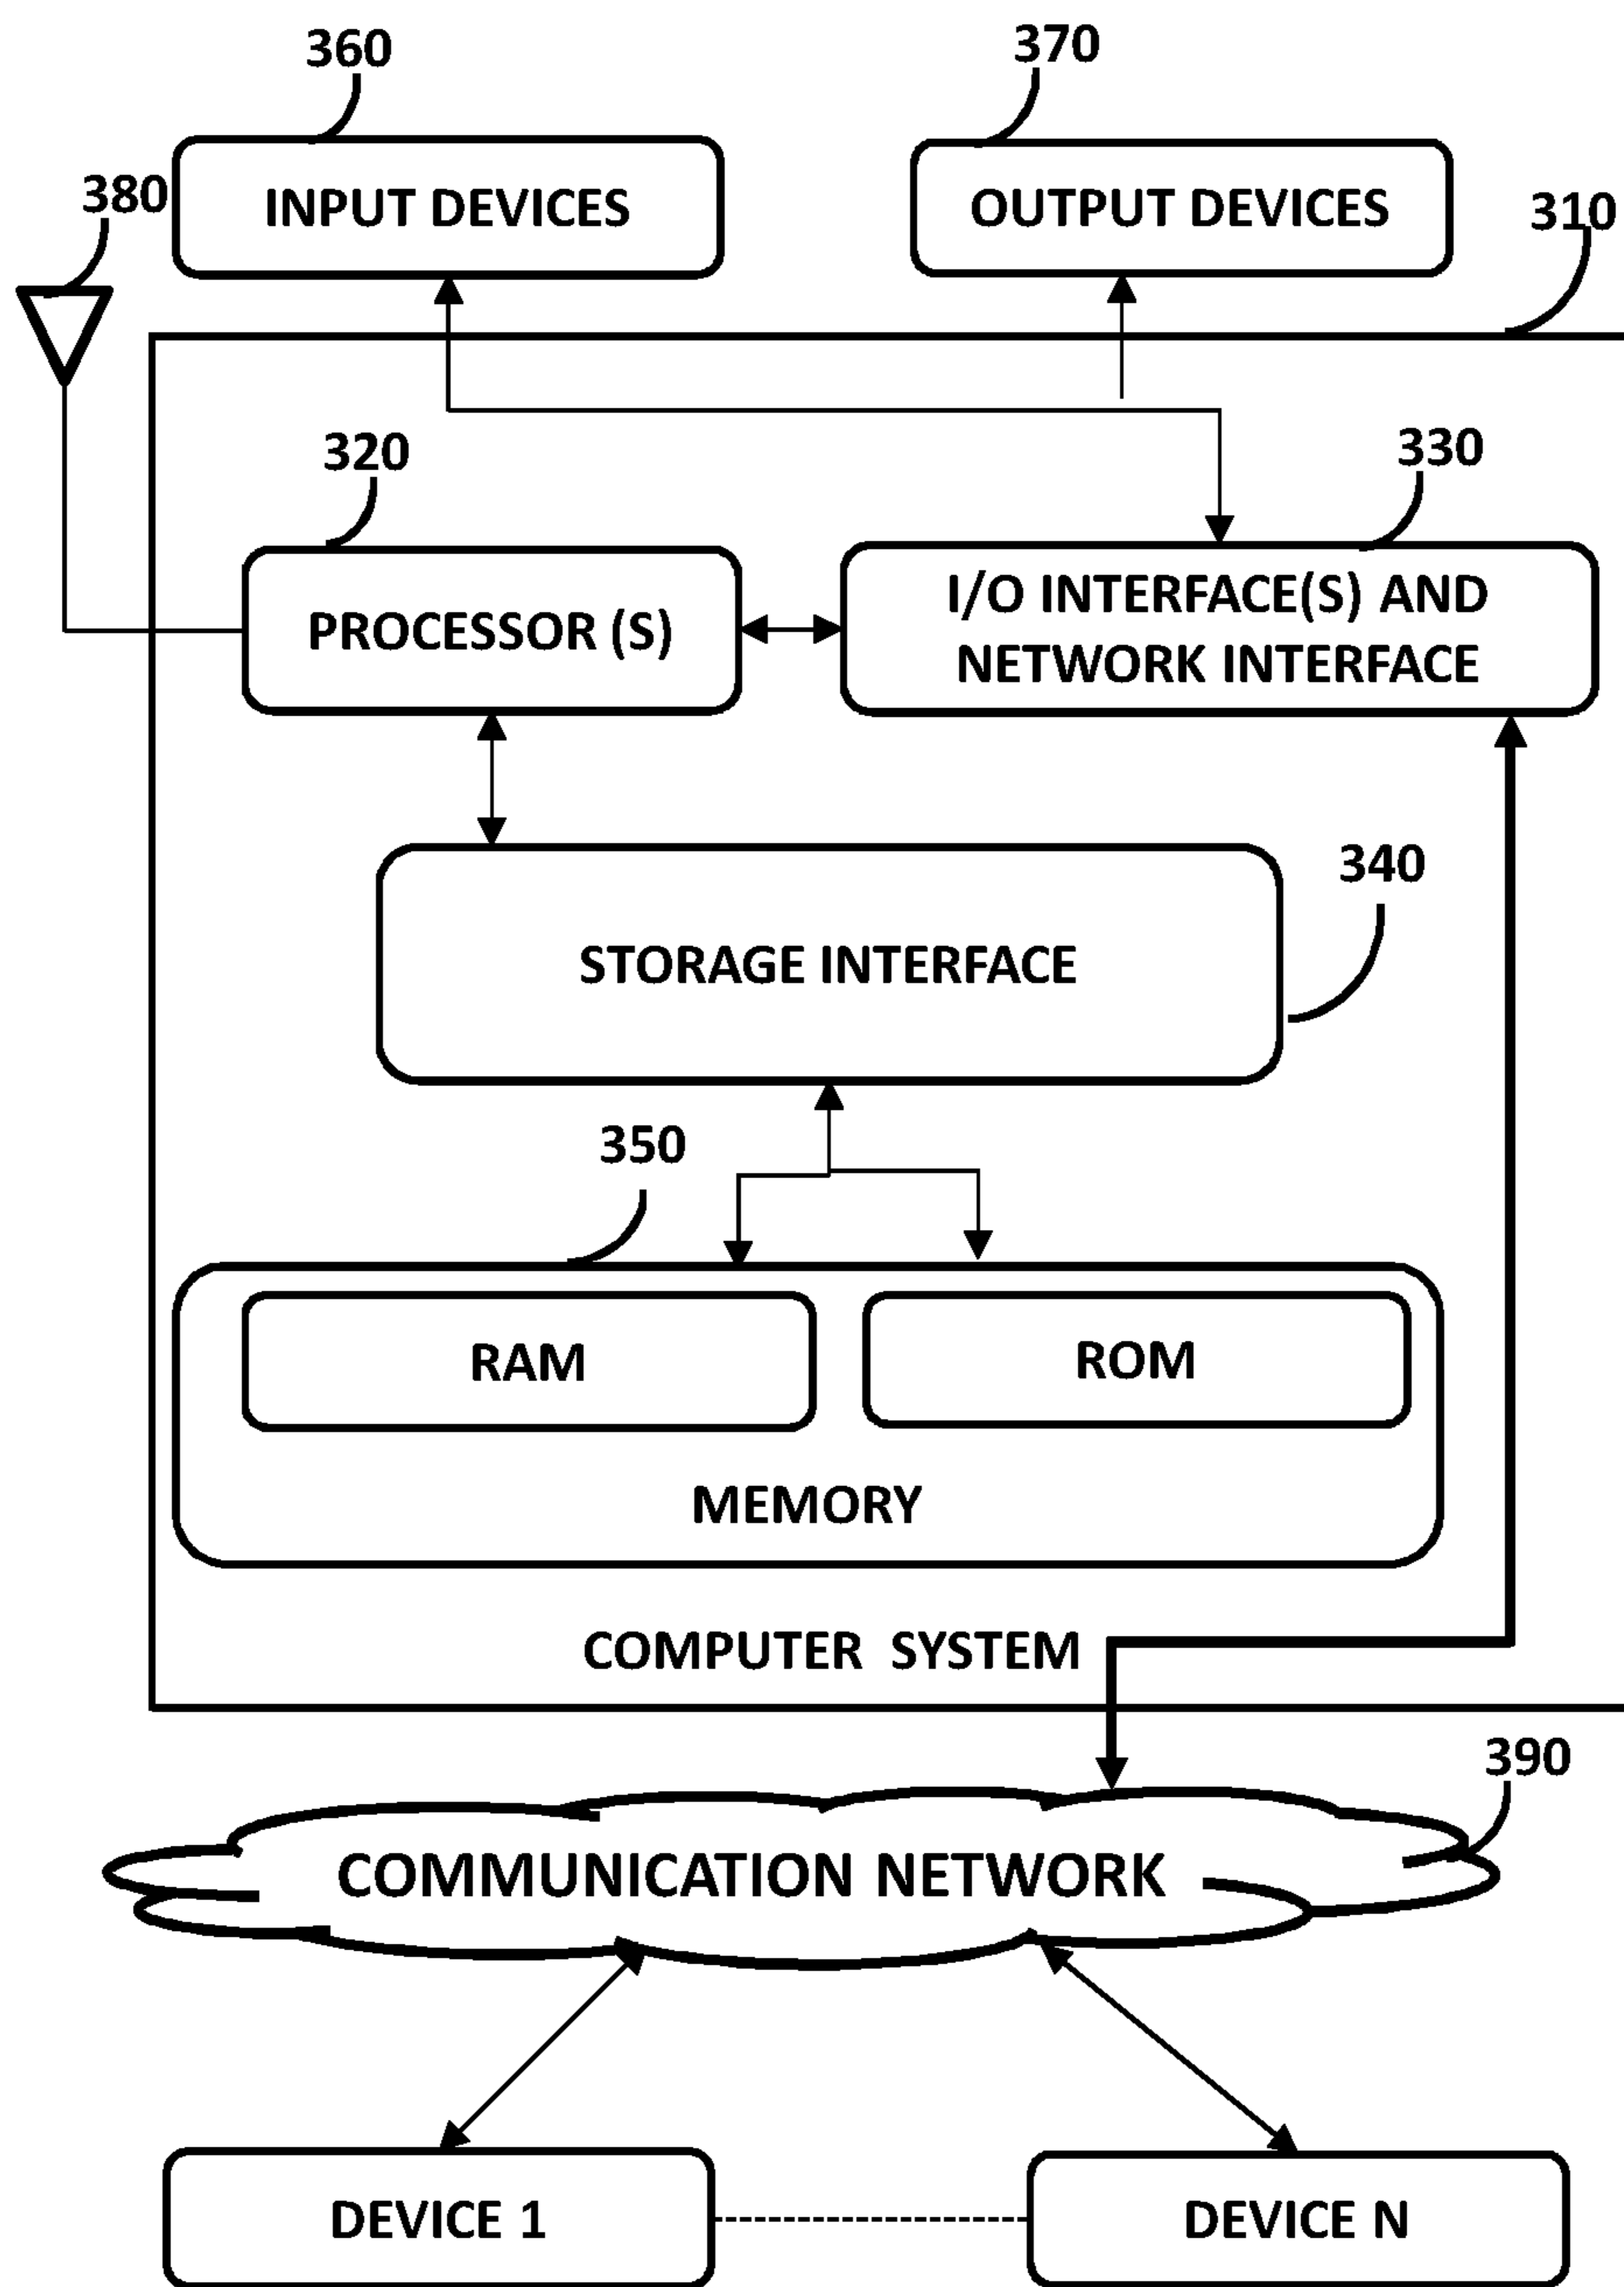 360
370
380
INPUT DEVICES
OUTPUT DEVICES
310
320
330
PROCESSOR (S)
I/O INTERFACE(S) AND
NETWORK INTERFACE
340
STORAGE INTERFACE
350
RAM
ROM
MEMORY
COMPUTER SYSTEM
390
COMMUNICATION NETWORK
DEVICE 1
DEVICE N